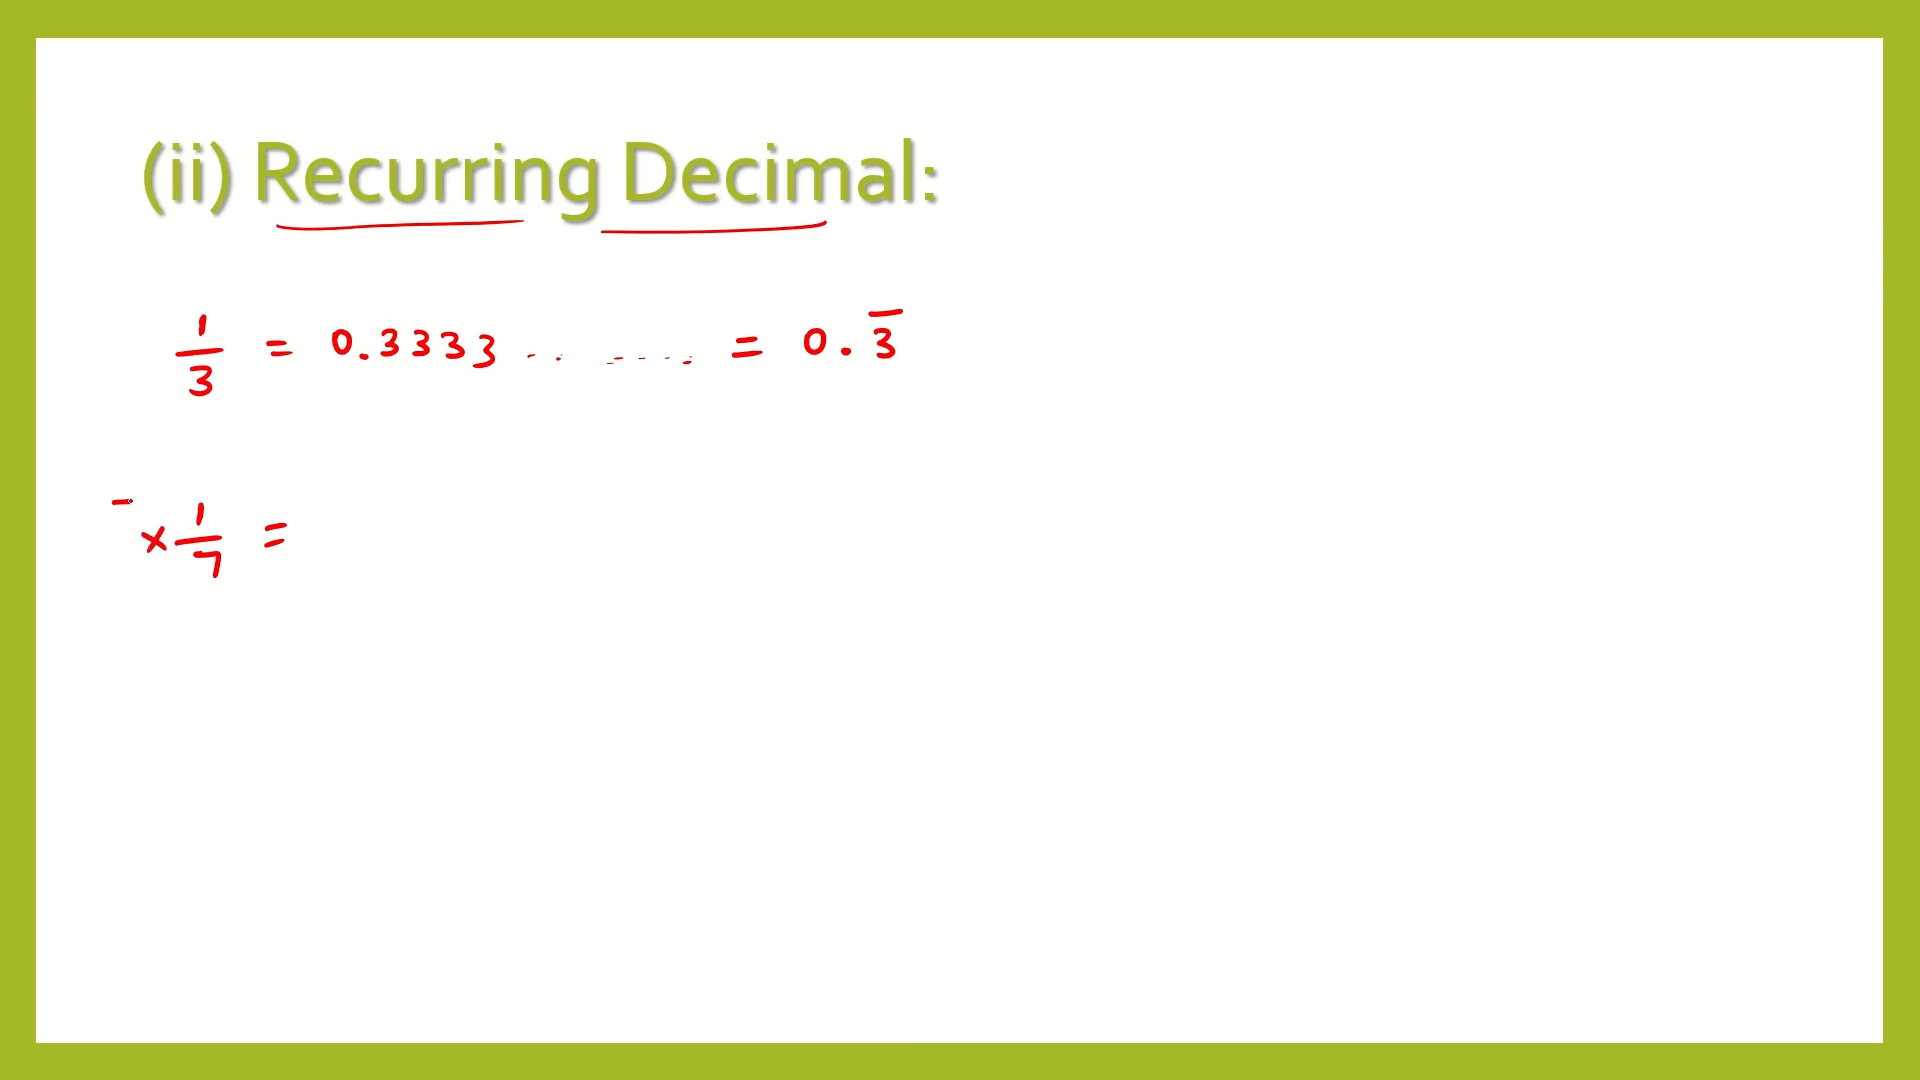 (ii) Recurring Decimal:
1/3 = 0.3333 ........ = 0.3̅
- × 1/7 =